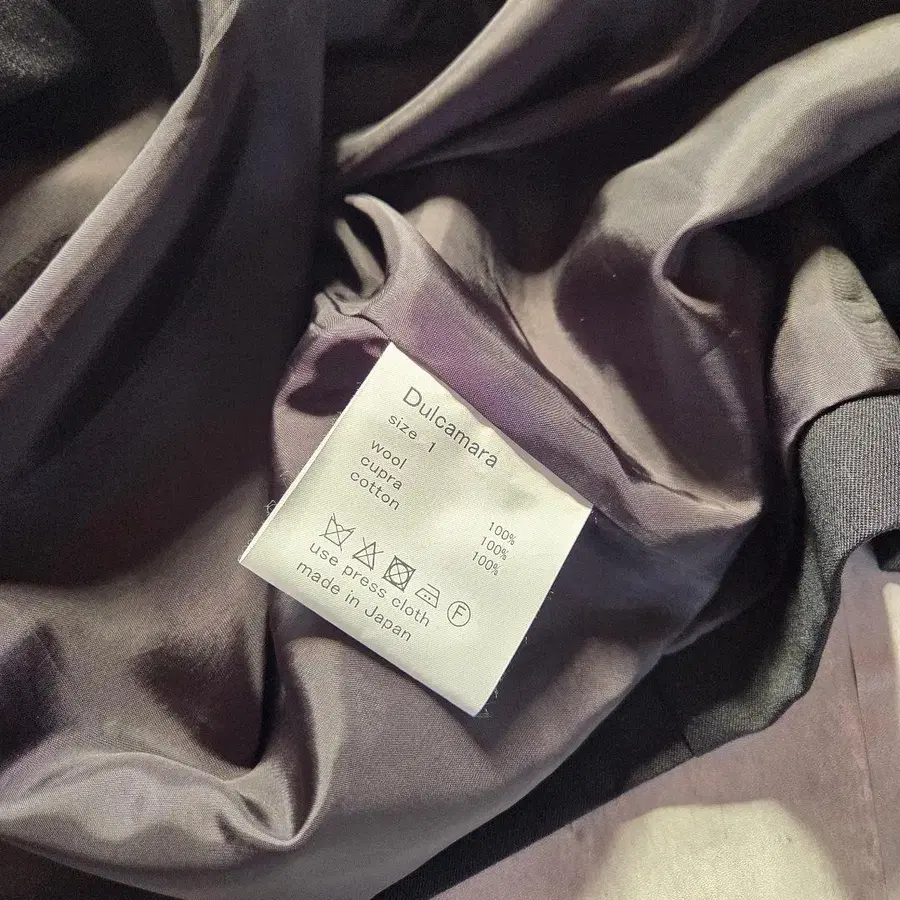 Dulcamara
size 1
wool 100%
cupra 100%
cotton 100%
F
use press cloth
made in Japan